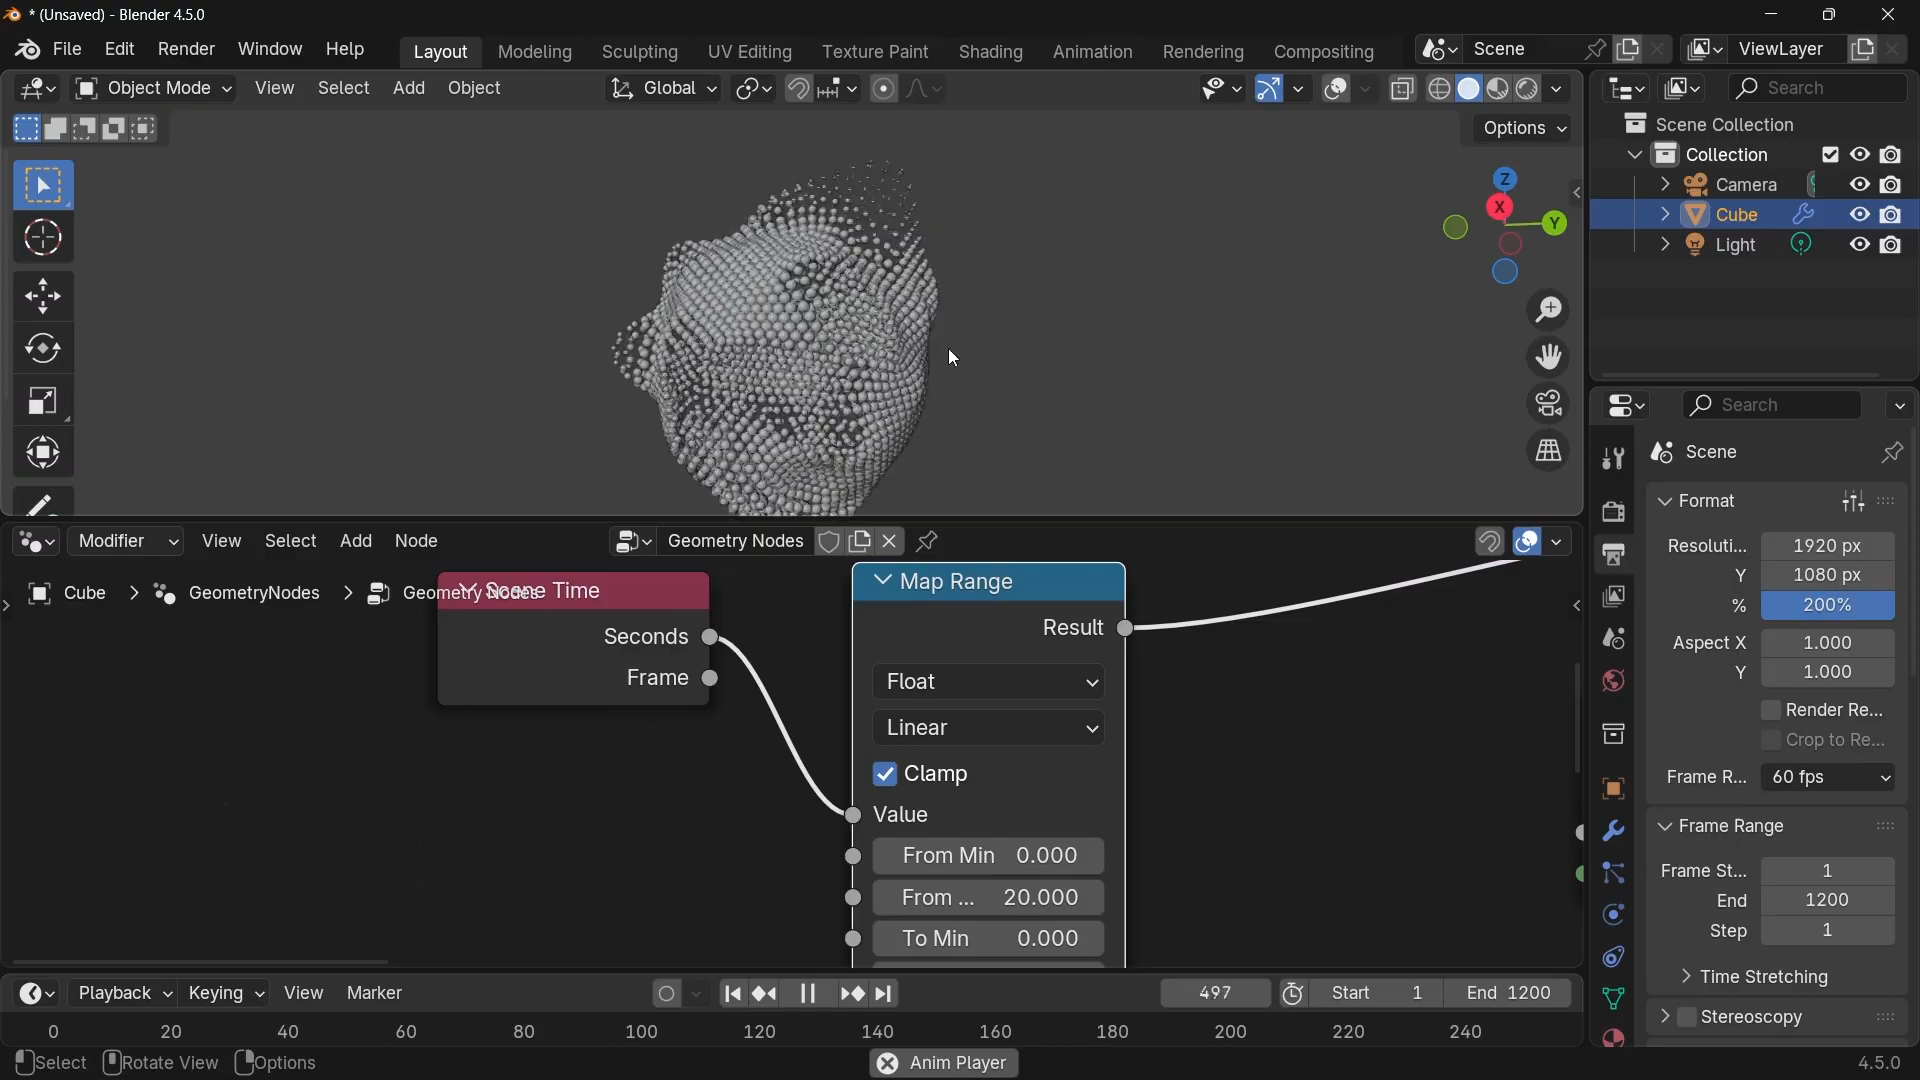 * (Unsaved) - Blender 4.5.0
File Edit Render Window Help Layout Modeling Sculpting UV Editing Texture Paint Shading Animation Rendering Compositing Scene ViewLayer
Object Mode View Select Add Object Global
Search
Options
Scene Collection
Collection
Camera
Cube
Light
Z
X
Y
Search
Scene
Format
Resoluti... 1920 px
Y 1080 px
% 200%
Aspect X 1.000
Y 1.000
Render Re...
Crop to Re...
Frame R... 60 fps
Frame Range
Frame St... 1
End 1200
Step 1
Time Stretching
Stereoscopy
Modifier View Select Add Node Geometry Nodes
Cube > GeometryNodes > Geometry Nodes
Scene Time
Seconds
Frame
Map Range
Result
Float
Linear
Clamp
Value
From Min 0.000
From ... 20.000
To Min 0.000
Playback Keying View Marker 497 Start 1 End 1200
0 20 40 60 80 100 120 140 160 180 200 220 240
Select Rotate View Options Anim Player 4.5.0